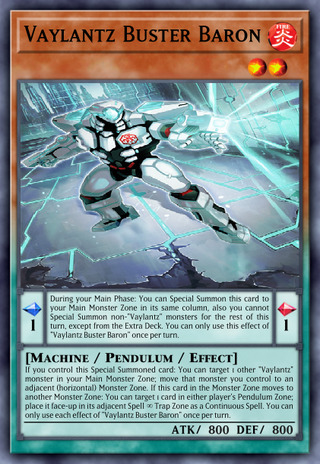 Vaylantz Buster Baron
FIRE
炎
During your Main Phase: You can Special Summon this card to
your Main Monster Zone in its same column, also you cannot
Special Summon non-"Vaylantz" monsters for the rest of this
turn, except from the Extra Deck. You can only use this effect of
"Vaylantz Buster Baron" once per turn.
1
1
[Machine / Pendulum / Effect]
If you control this Special Summoned card: You can target 1 other "Vaylantz"
monster in your Main Monster Zone; move that monster you control to an
adjacent (horizontal) Monster Zone. If this card in the Monster Zone moves to
another Monster Zone: You can target 1 card in either player's Pendulum Zone;
place it face-up in its adjacent Spell & Trap Zone as a Continuous Spell. You can
only use each effect of "Vaylantz Buster Baron" once per turn.
ATK/ 800 DEF/ 800